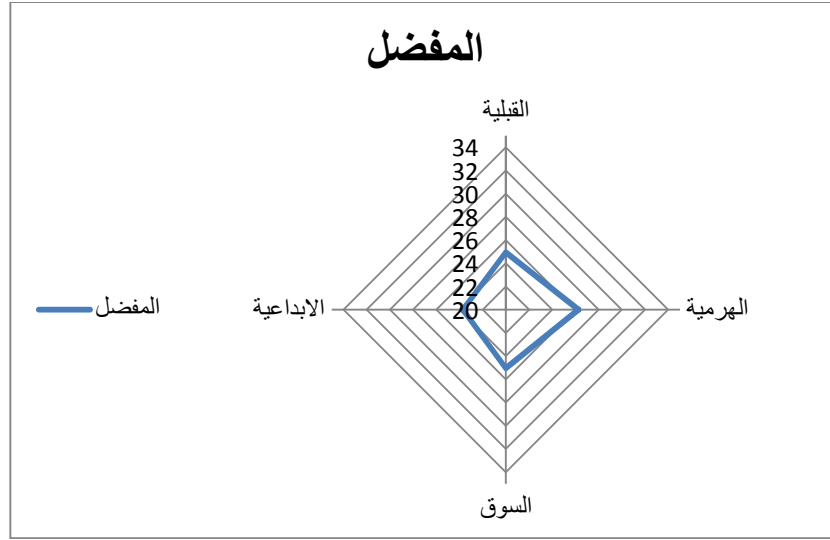 المفضل
القبلية
34
32
30
28
26
24
22
20
الهرمية
السوق
الابداعية
المفضل